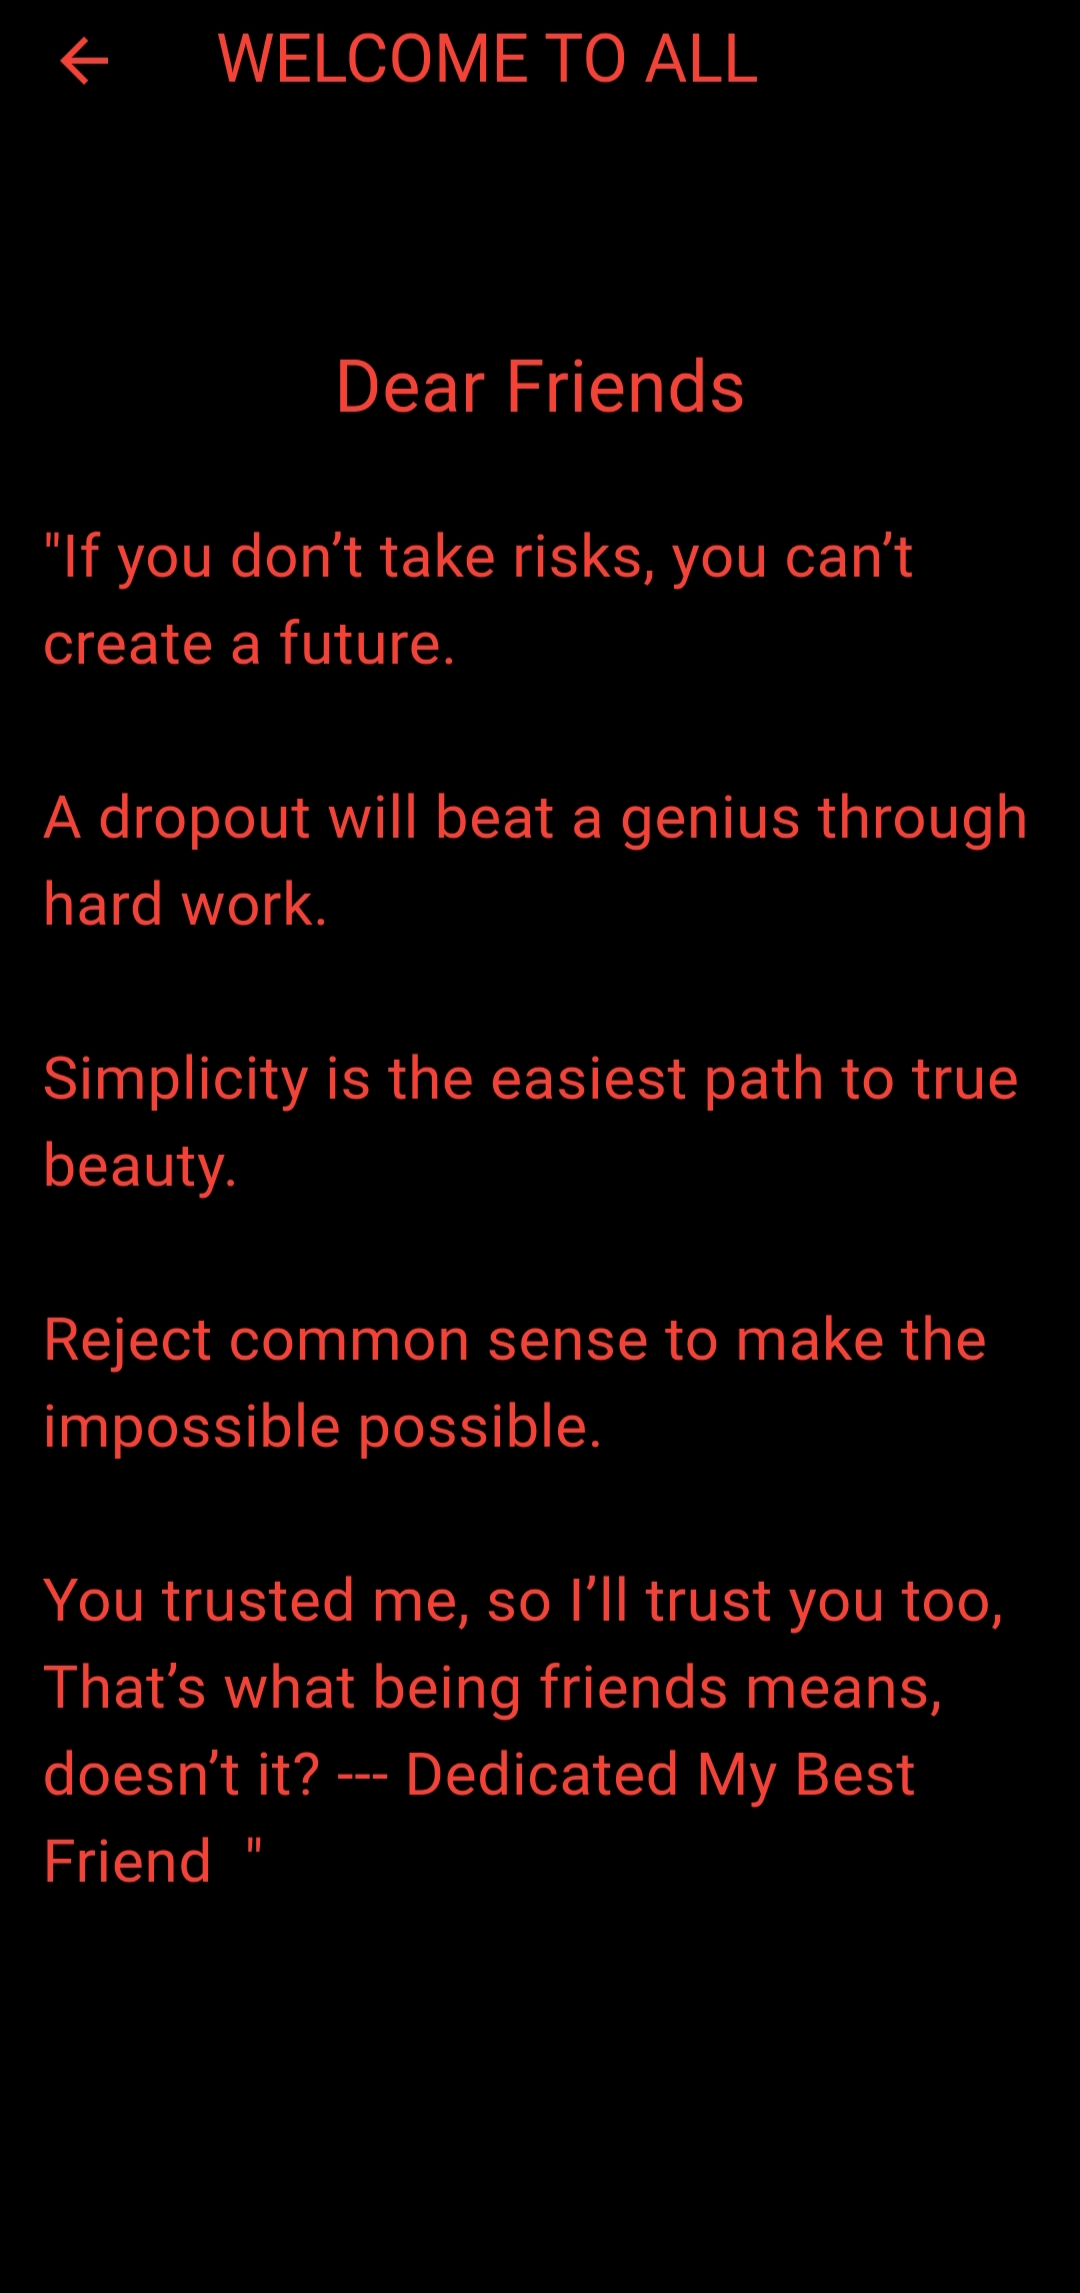 WELCOME TO ALL
Dear Friends
"If you don’t take risks, you can’t
create a future.
A dropout will beat a genius through
hard work.
Simplicity is the easiest path to true
beauty.
Reject common sense to make the
impossible possible.
You trusted me, so I’ll trust you too,
That’s what being friends means,
doesn’t it? --- Dedicated My Best
Friend  "